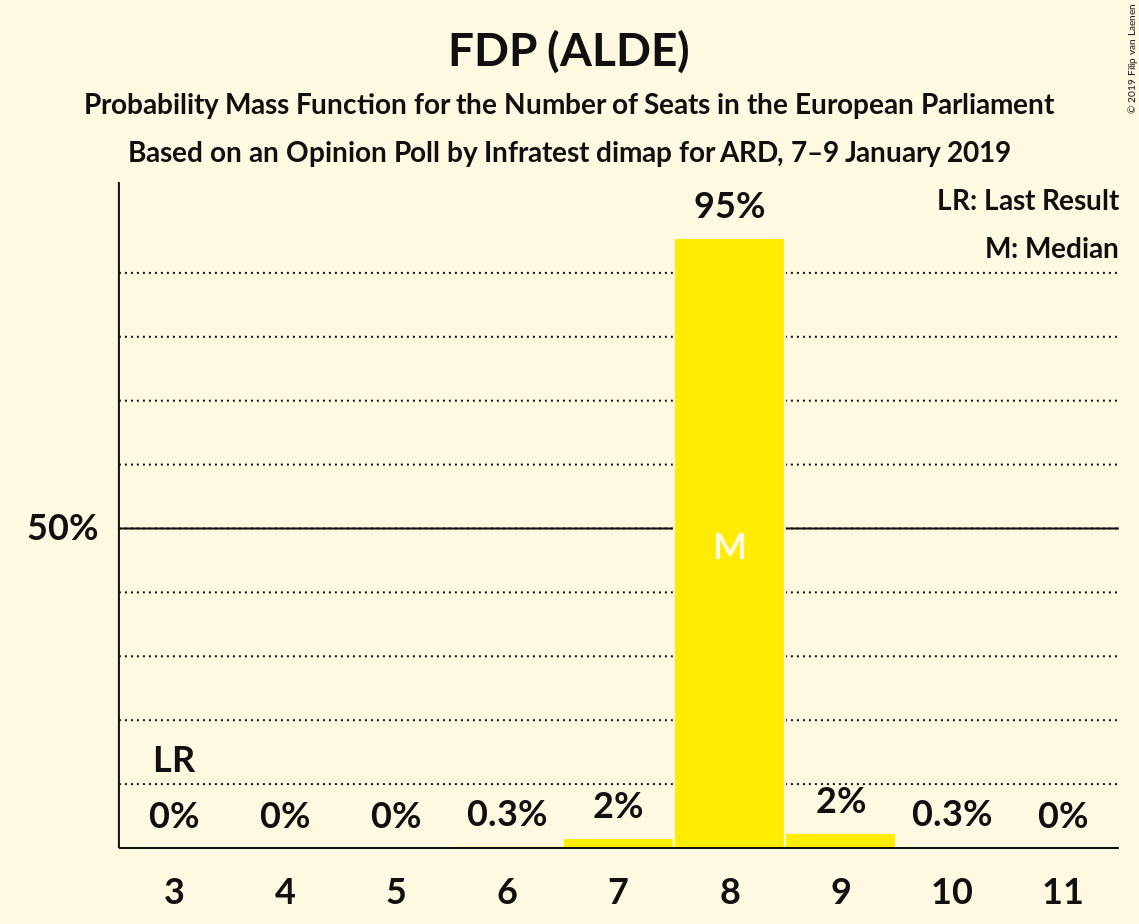 FDP (ALDE)
Probability Mass Function for the Number of Seats in the European Parliament
Based on an Opinion Poll by Infratest dimap for ARD, 7–9 January 2019
© 2019 Filip van Laenen
LR: Last Result
M: Median
95%
50%
M
LR
0%
0%
0%
0.3%
2%
2%
0.3%
0%
3
4
5
6
7
8
9
10
11